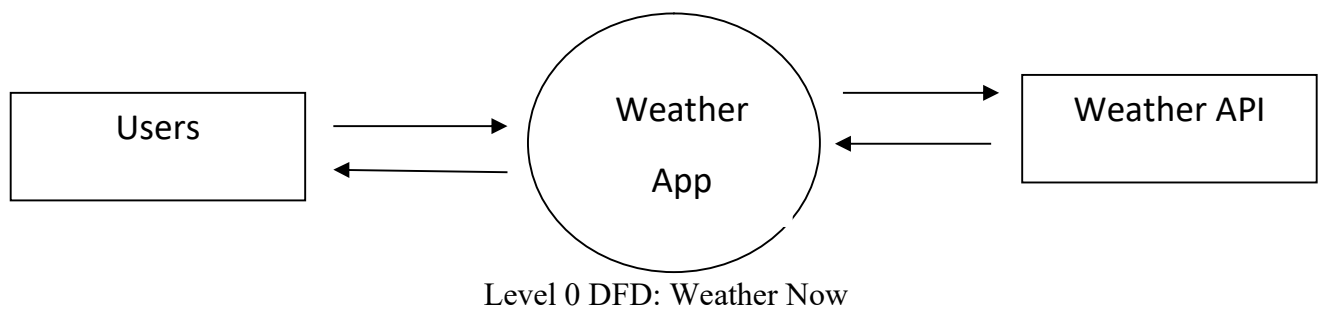 Users
Weather
App
Weather API
Level 0 DFD: Weather Now